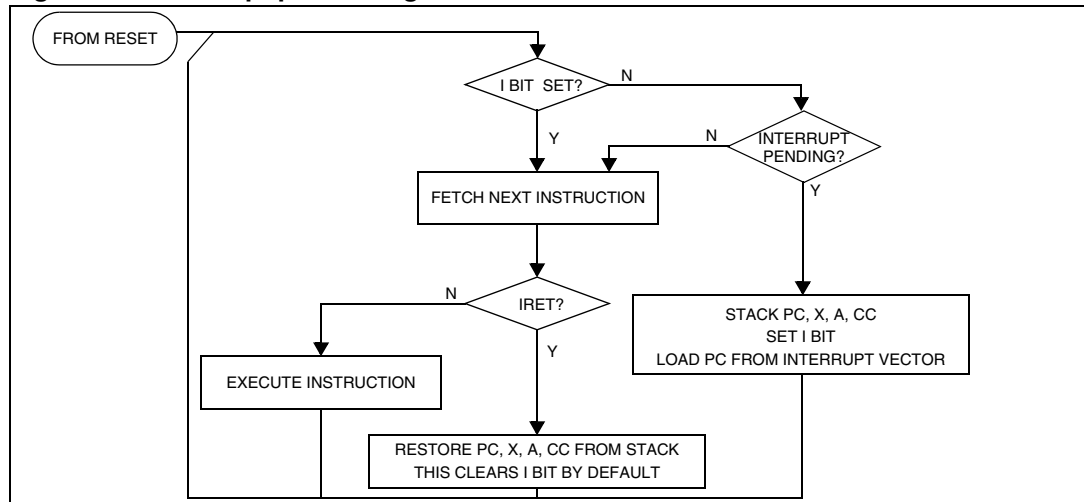 FROM RESET
I BIT SET?
N
Y
N
INTERRUPT
PENDING?
Y
FETCH NEXT INSTRUCTION
N
IRET?
Y
STACK PC, X, A, CC
SET I BIT
LOAD PC FROM INTERRUPT VECTOR
EXECUTE INSTRUCTION
RESTORE PC, X, A, CC FROM STACK
THIS CLEARS I BIT BY DEFAULT